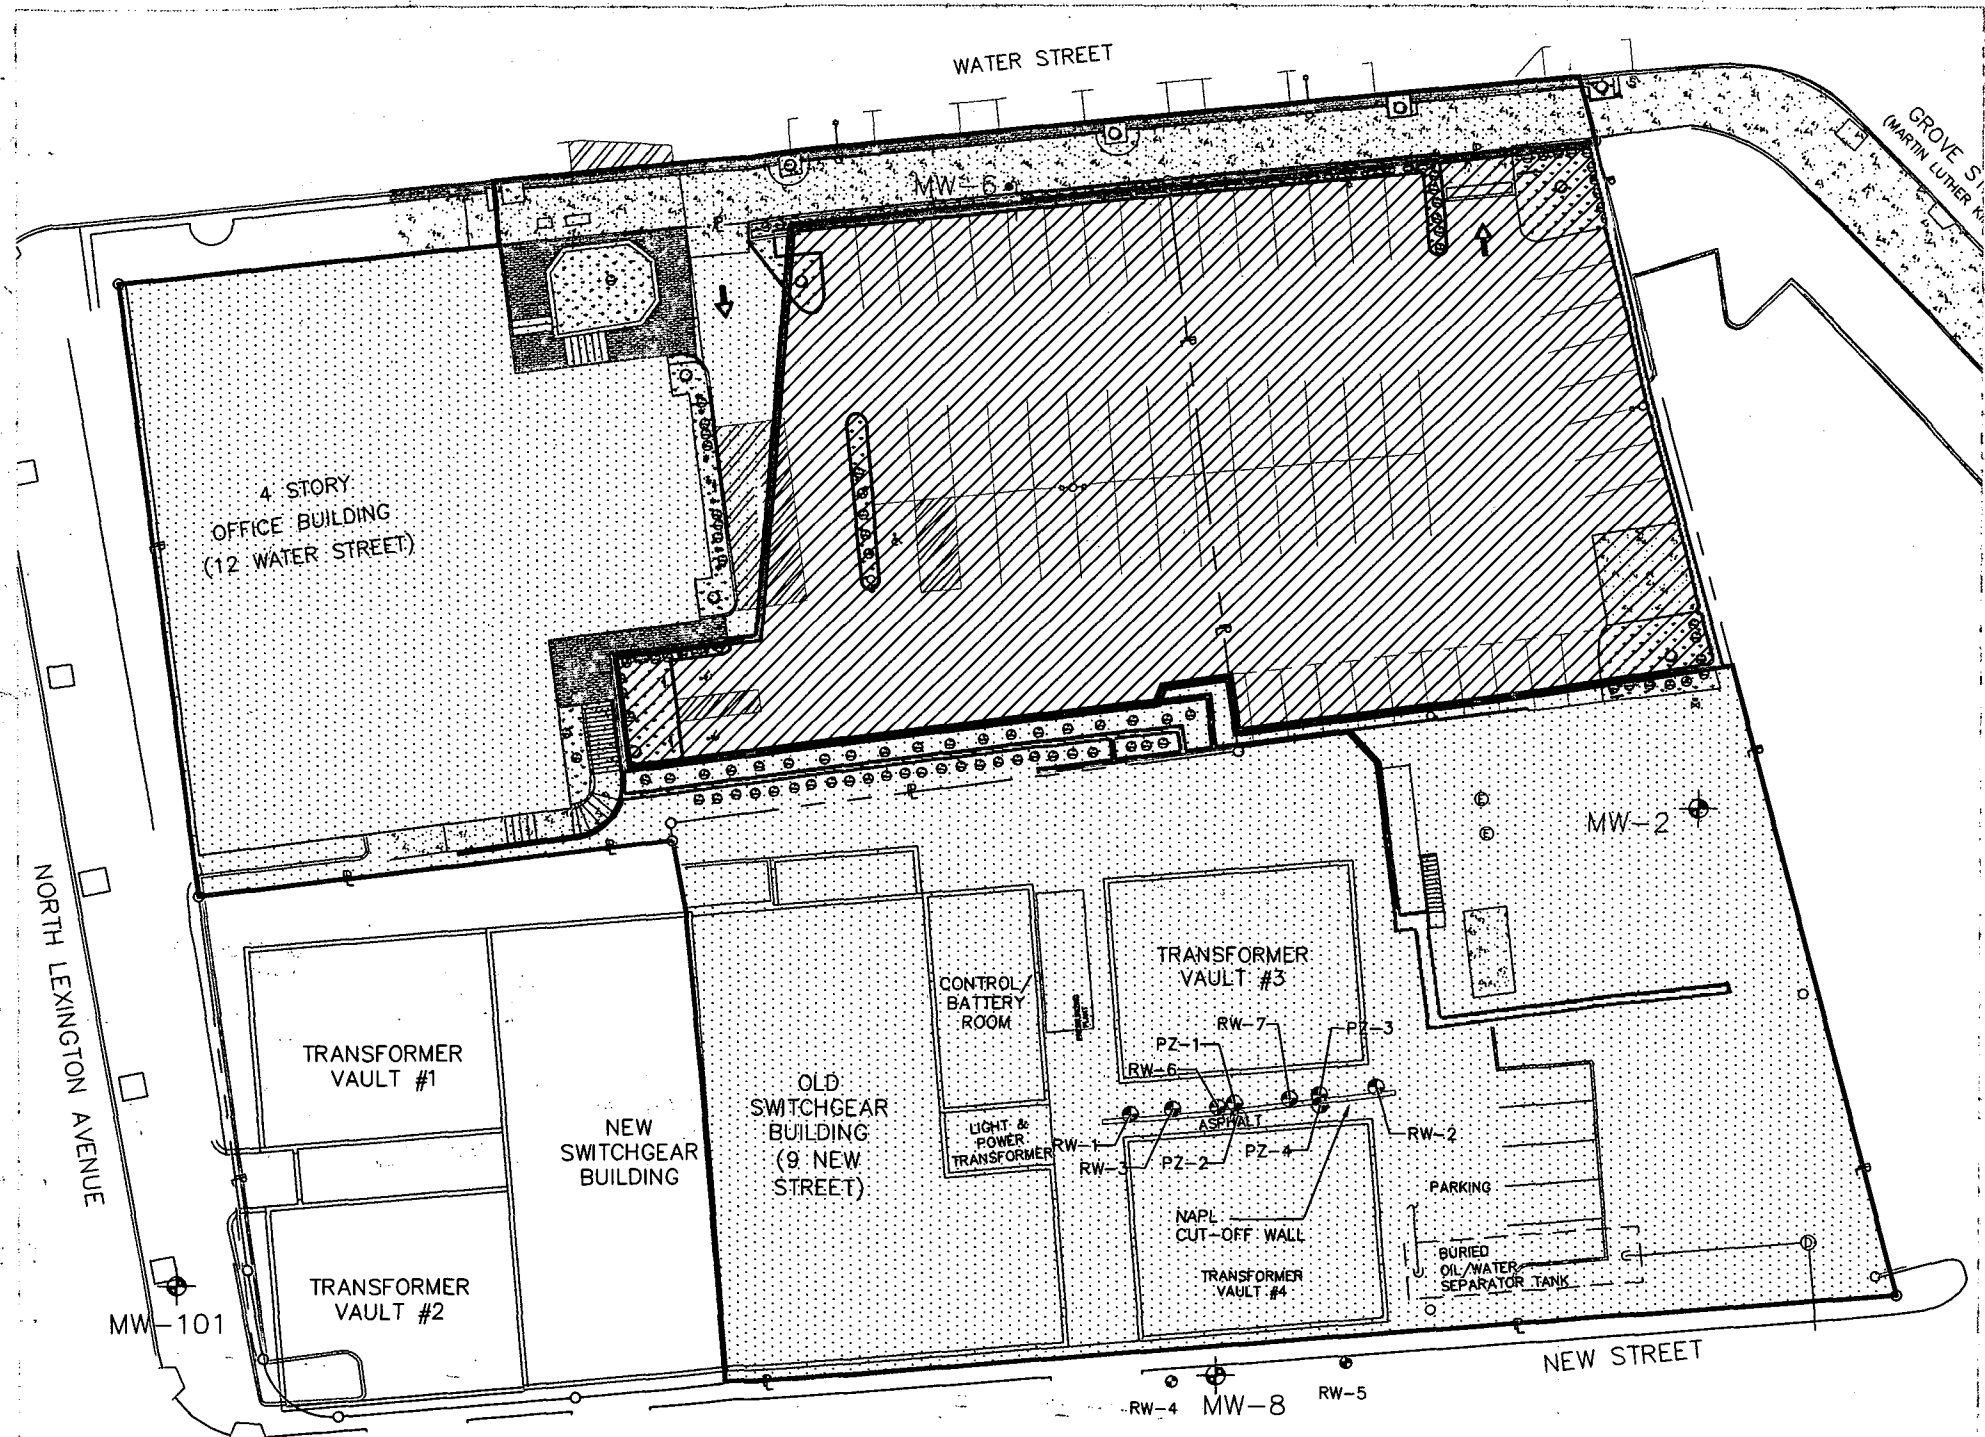 WATER STREET
GROVE S
(MARTIN LUTHER K
MW-6
4 STORY
OFFICE BUILDING
(12 WATER STREET)
MW-2
NORTH LEXINGTON AVENUE
TRANSFORMER
VAULT #1
NEW
SWITCHGEAR
BUILDING
OLD
SWITCHGEAR
BUILDING
(9 NEW
STREET)
CONTROL/
BATTERY
ROOM
LIGHT &
POWER
TRANSFORMER
TRANSFORMER
VAULT #3
RW-7
PZ-3
PZ-1
RW-6
ASPHALT
RW-1
RW-2
RW-3
PZ-2
PZ-4
PARKING
NAPL
CUT-OFF WALL
TRANSFORMER
VAULT #4
BURIED
OIL/WATER
SEPARATOR TANK
TRANSFORMER
VAULT #2
MW-101
NEW STREET
RW-4
MW-8
RW-5